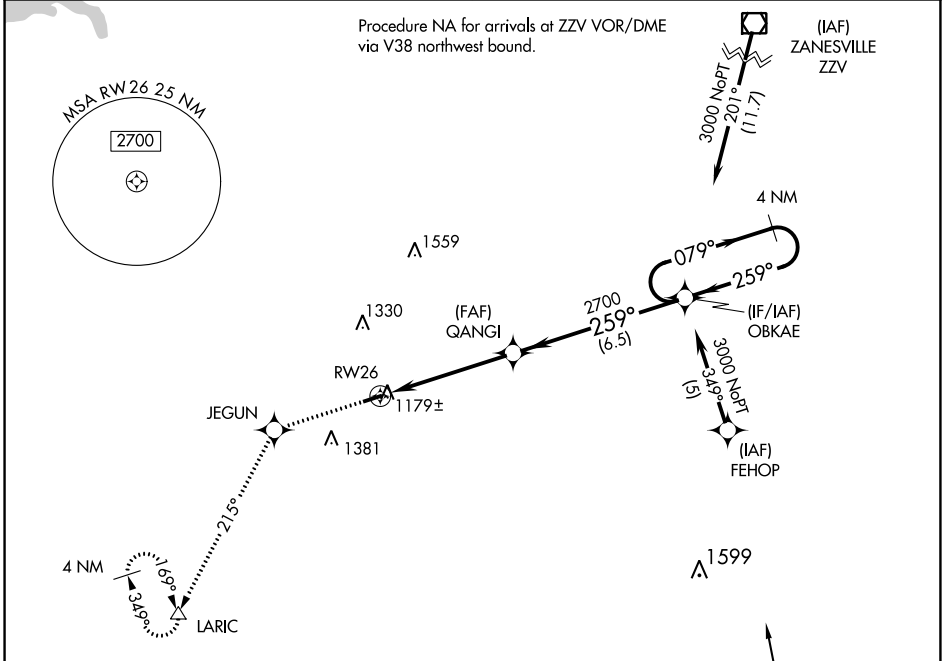 Procedure NA for arrivals at ZZV VOR/DME
via V38 northwest bound.
(IAF)
ZANESVILLE
ZZV
MSA RW26 25 NM
2700
3000 NoPT
201°
(11.7)
4 NM
079°
259°
1559
1330
(FAF)
QANGI
2700
259°
(6.5)
(IF/IAF)
OBKAE
RW26
1179±
3000 NoPT
349°
(5)
JEGUN
1381
(IAF)
FEHOP
215°
1599
4 NM
169°
349°
LARIC